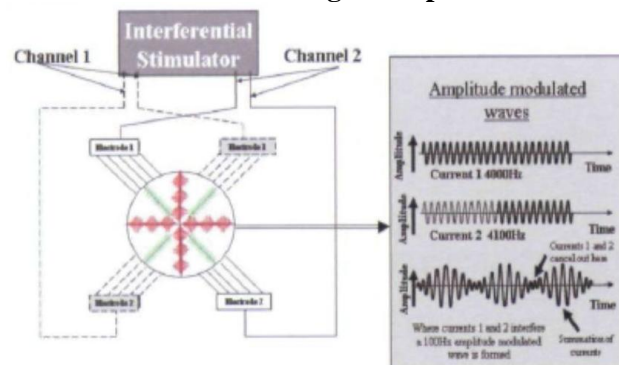 Interferential
Stimulator
Channel 1
Channel 2
Electrode 1
Electrode 1
Electrode 2
Electrode 2
Amplitude modulated
waves
Amplitude
Time
Current 1 4000Hz
Amplitude
Time
Current 2 4100Hz
Currents 1 and 2
cancel out here
Amplitude
Time
Where currents 1 and 2 interfere
a 100Hz amplitude modulated
wave is formed
Summation of
currents